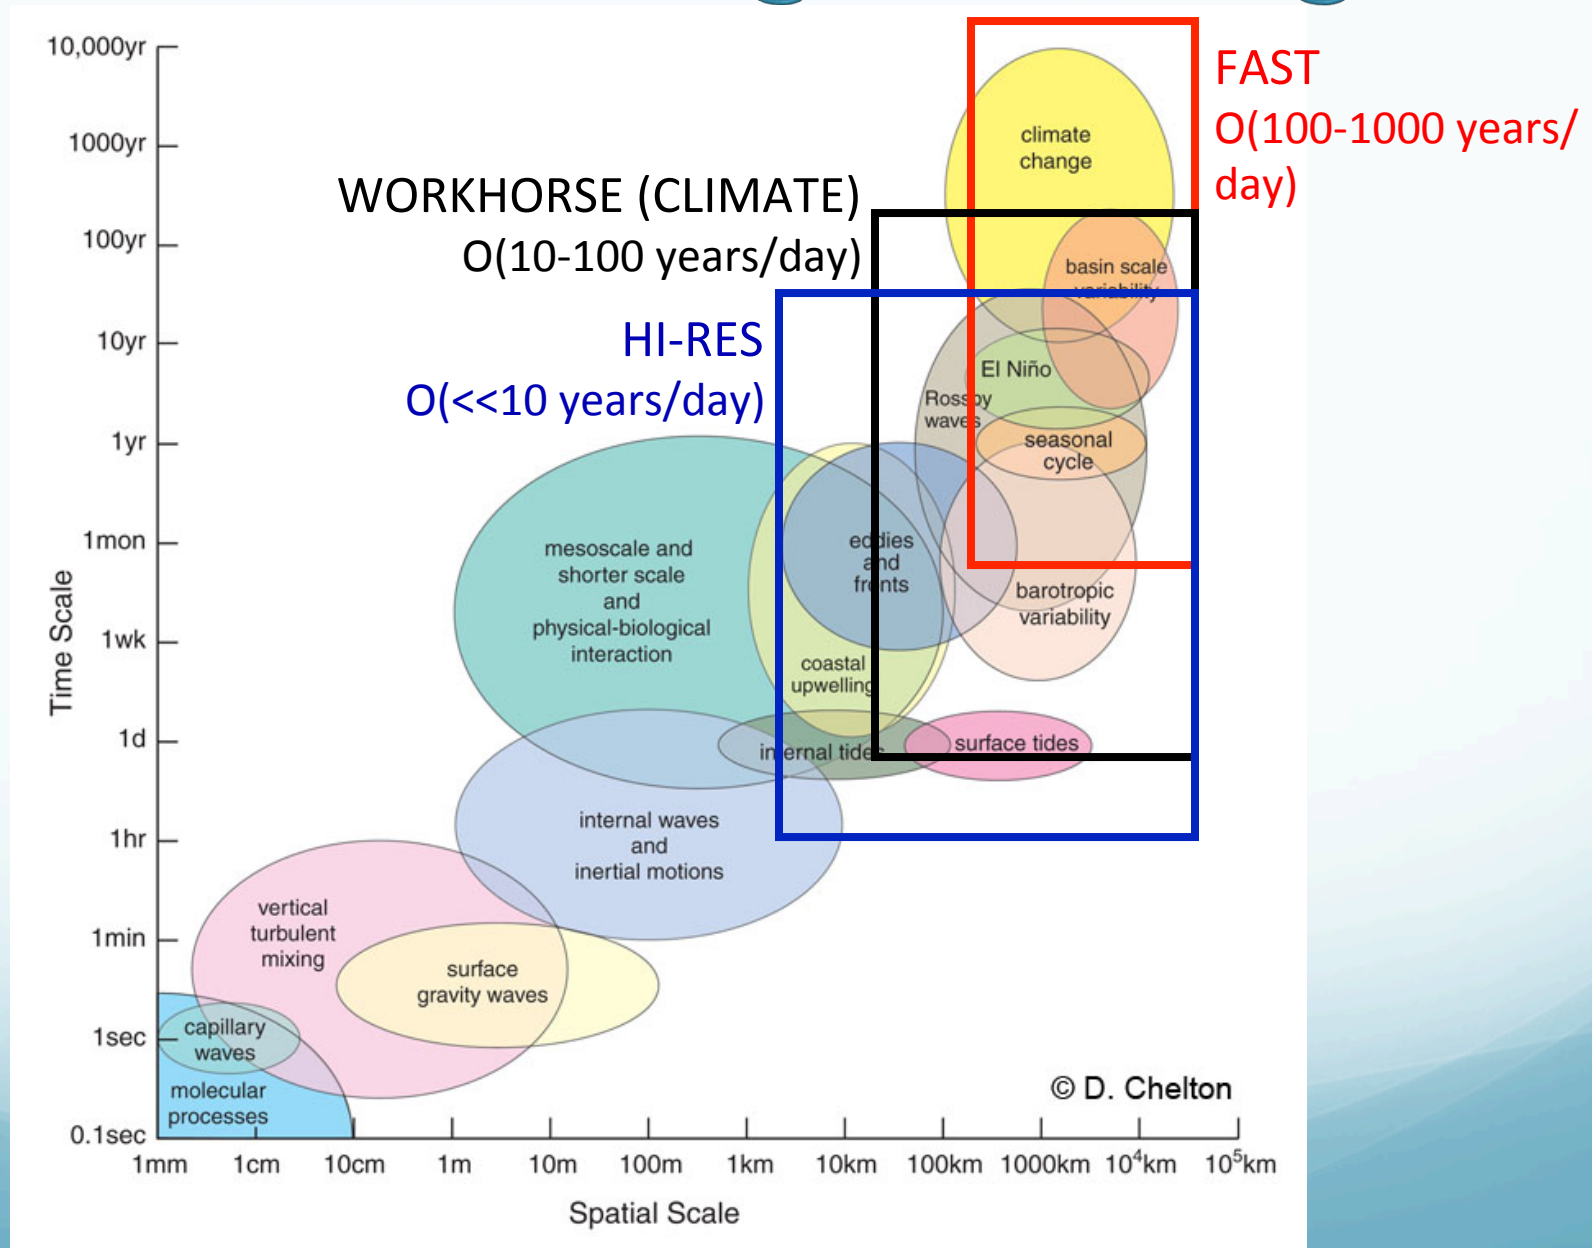 10,000yr
1000yr
100yr
10yr
1yr
1mon
1wk
1d
1hr
1min
1sec
0.1sec
Time Scale
1mm
1cm
10cm
1m
10m
100m
1km
10km
100km
1000km
10⁴km
10⁵km
Spatial Scale
FAST
O(100-1000 years/
day)
WORKHORSE (CLIMATE)
O(10-100 years/day)
HI-RES
O(<<10 years/day)
climate
change
basin scale
variability
El Niño
Rossby
waves
seasonal
cycle
eddies
and
fronts
barotropic
variability
mesoscale and
shorter scale
and
physical-biological
interaction
coastal
upwelling
internal tides
surface tides
internal waves
and
inertial motions
vertical
turbulent
mixing
surface
gravity waves
capillary
waves
molecular
processes
© D. Chelton